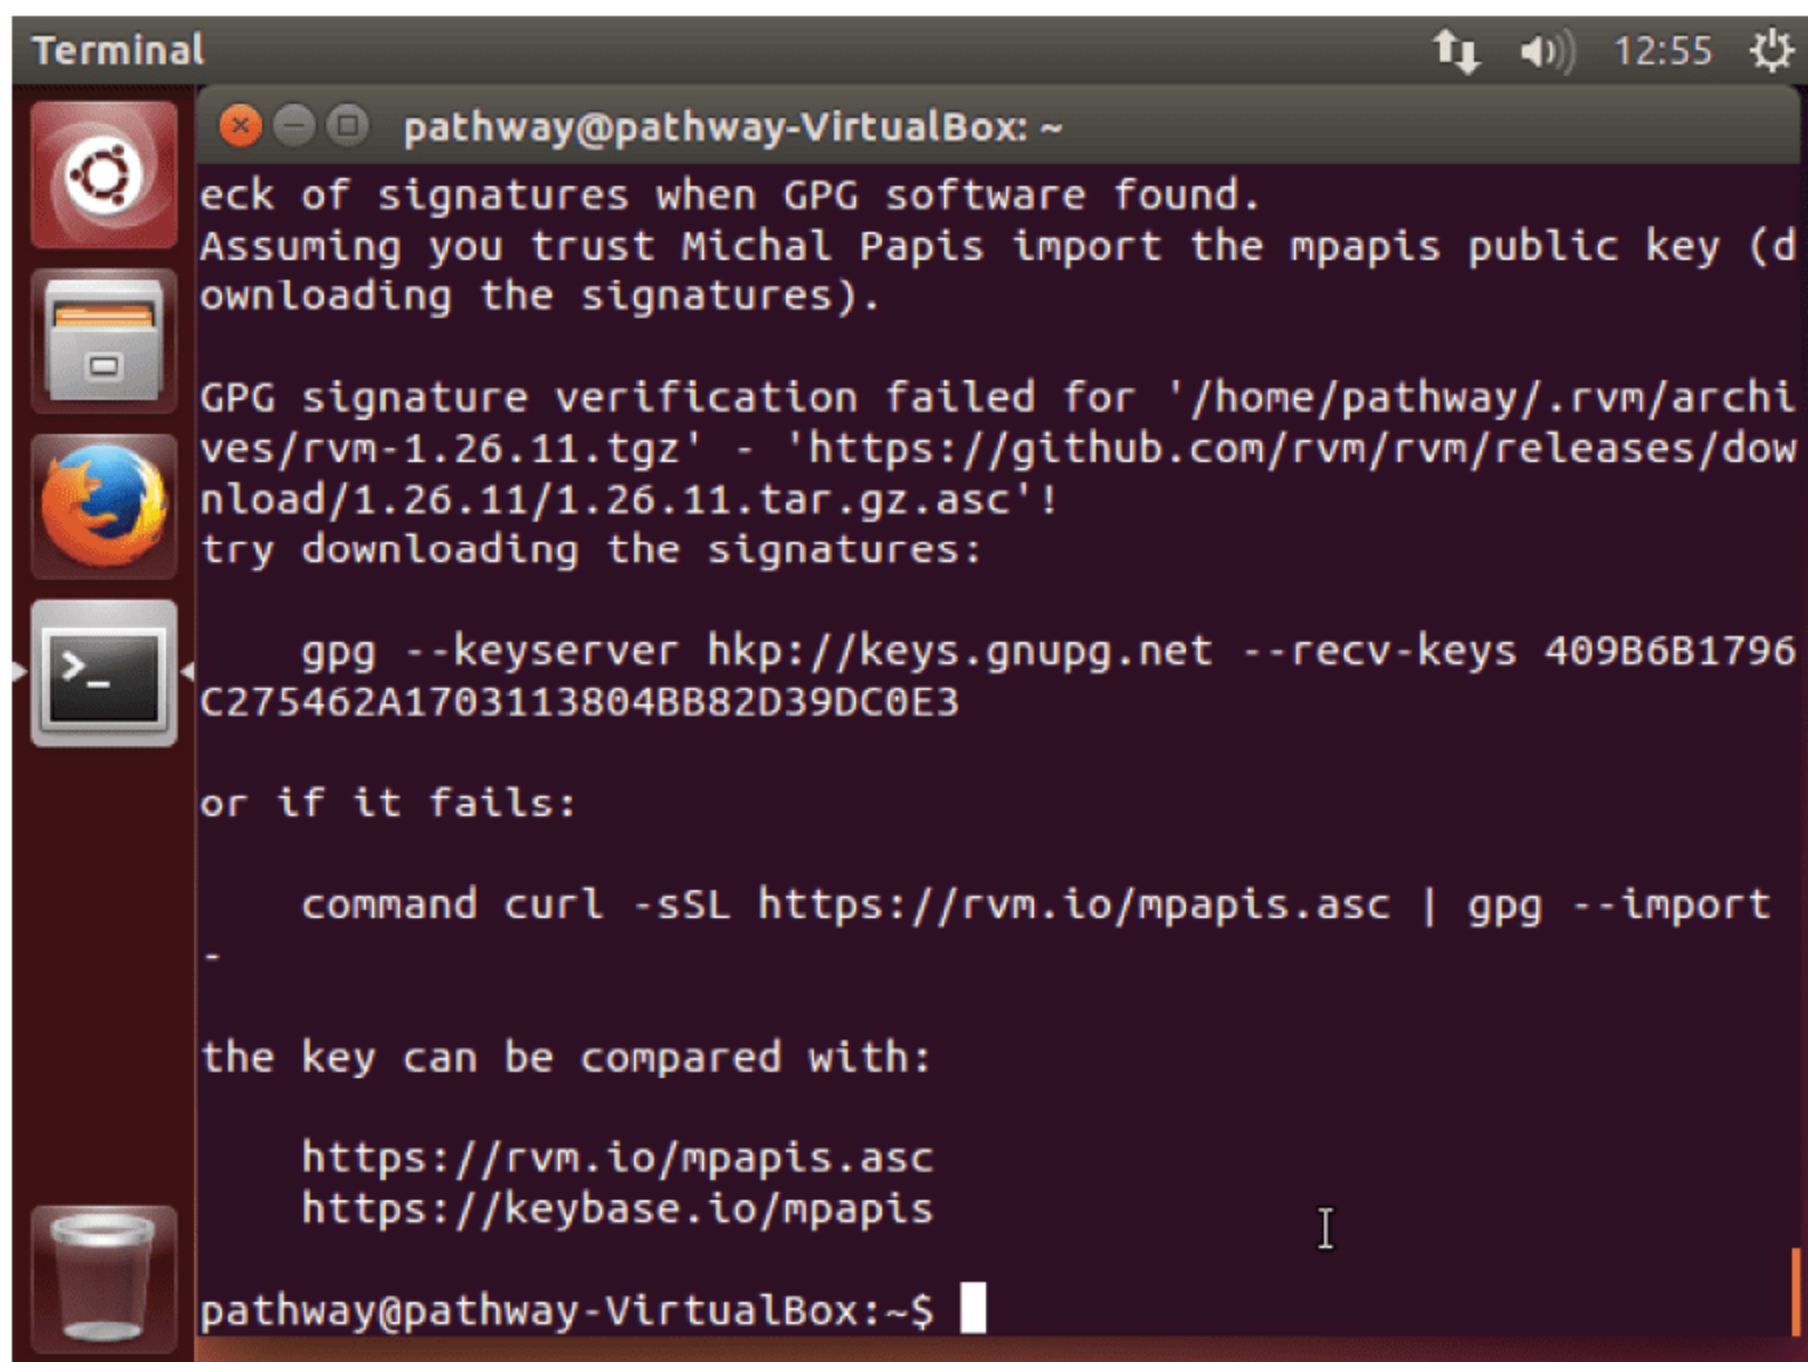 Terminal
12:55
pathway@pathway-VirtualBox: ~
eck of signatures when GPG software found.
Assuming you trust Michal Papis import the mpapis public key (d
ownloading the signatures).
GPG signature verification failed for '/home/pathway/.rvm/archi
ves/rvm-1.26.11.tgz' - 'https://github.com/rvm/rvm/releases/dow
nload/1.26.11/1.26.11.tar.gz.asc'!
try downloading the signatures:
gpg --keyserver hkp://keys.gnupg.net --recv-keys 409B6B1796
C275462A1703113804BB82D39DC0E3
or if it fails:
command curl -sSL https://rvm.io/mpapis.asc | gpg --import
-
the key can be compared with:
https://rvm.io/mpapis.asc
https://keybase.io/mpapis
pathway@pathway-VirtualBox:~$